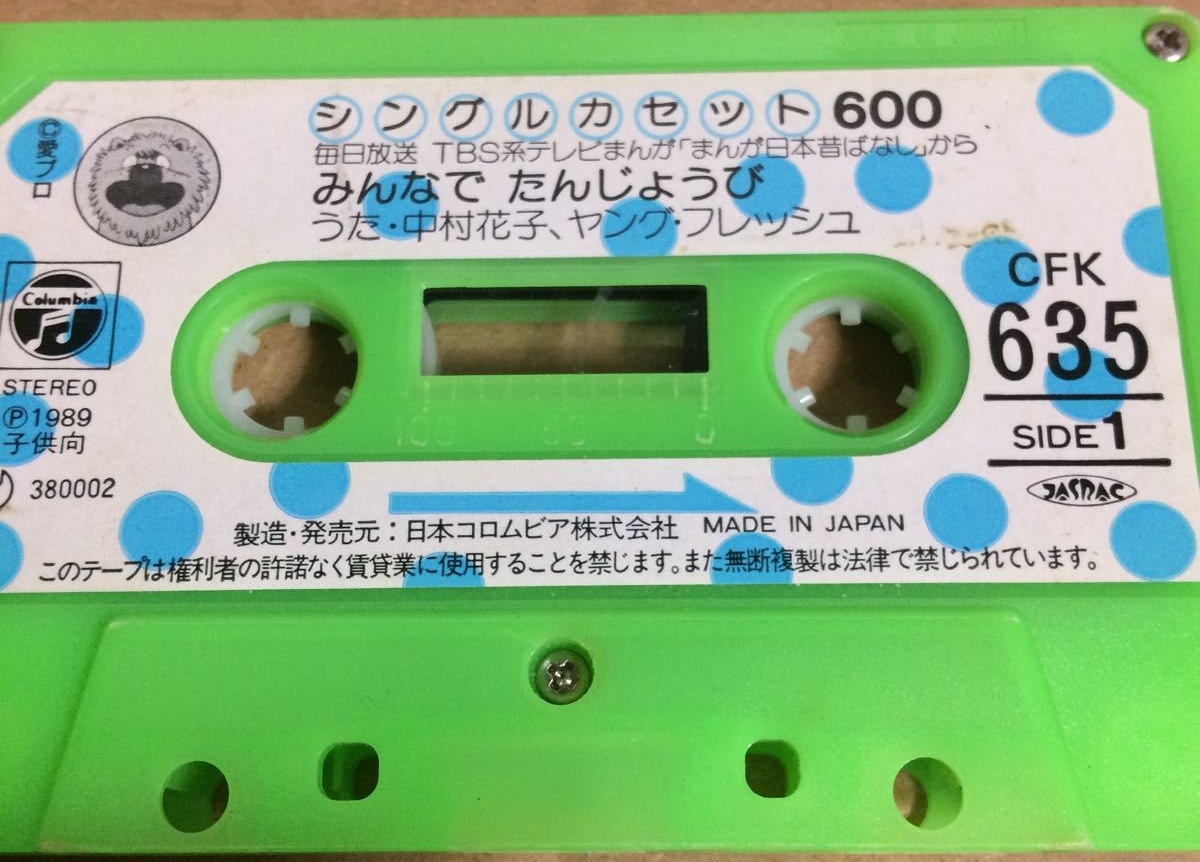 シングルカセット 600
毎日放送 TBS系テレビまんが「まんが日本昔ばなし」から
みんなで たんじょうび
うた・中村花子、ヤング・フレッシュ
©愛プロ
Columbia
STEREO
Ⓟ1989
子供向
380002
CFK
635
SIDE 1
JASRAC
100 50 0
製造・発売元：日本コロムビア株式会社 MADE IN JAPAN
このテープは権利者の許諾なく賃貸業に使用することを禁じます。また無断複製は法律で禁じられています。